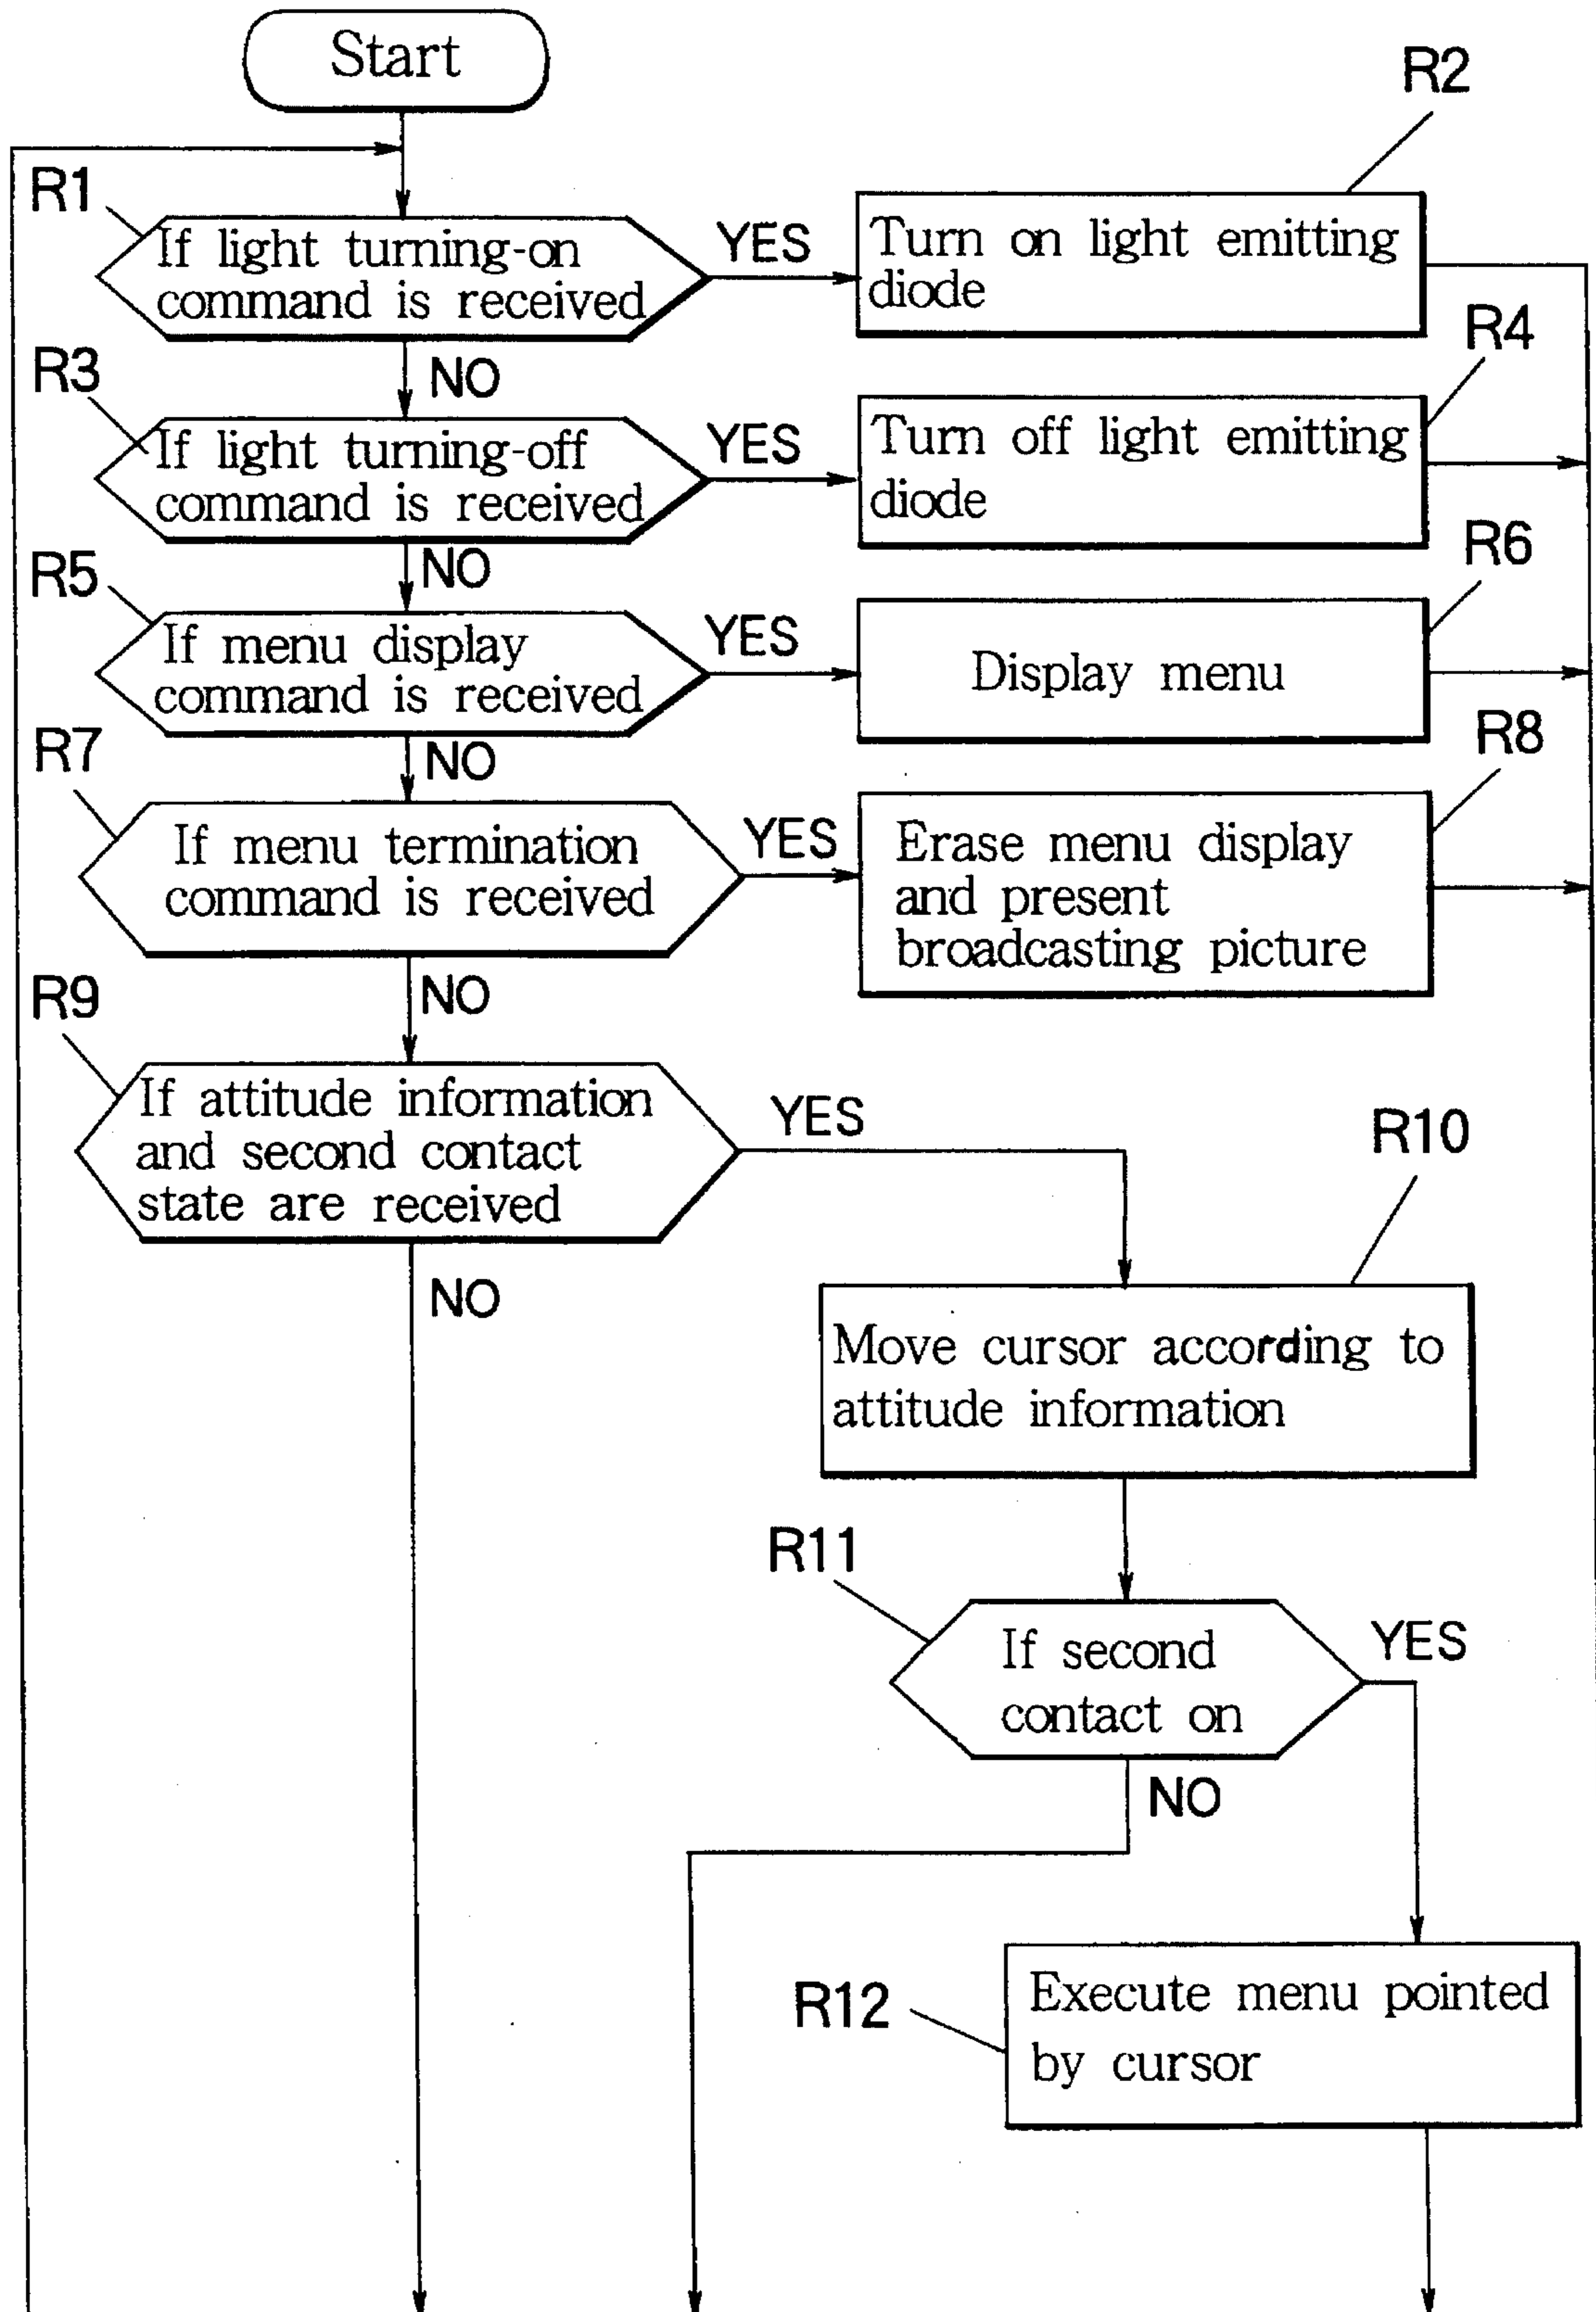 Start
R2
R1
If light turning-on
command is received
YES
Turn on light emitting
diode
R4
NO
R3
If light turning-off
command is received
YES
Turn off light emitting
diode
R6
NO
R5
If menu display
command is received
YES
Display menu
R8
NO
R7
If menu termination
command is received
YES
Erase menu display
and present
broadcasting picture
NO
R9
If attitude information
and second contact
state are received
YES
R10
NO
Move cursor according to
attitude information
R11
If second
contact on
YES
NO
R12
Execute menu pointed
by cursor